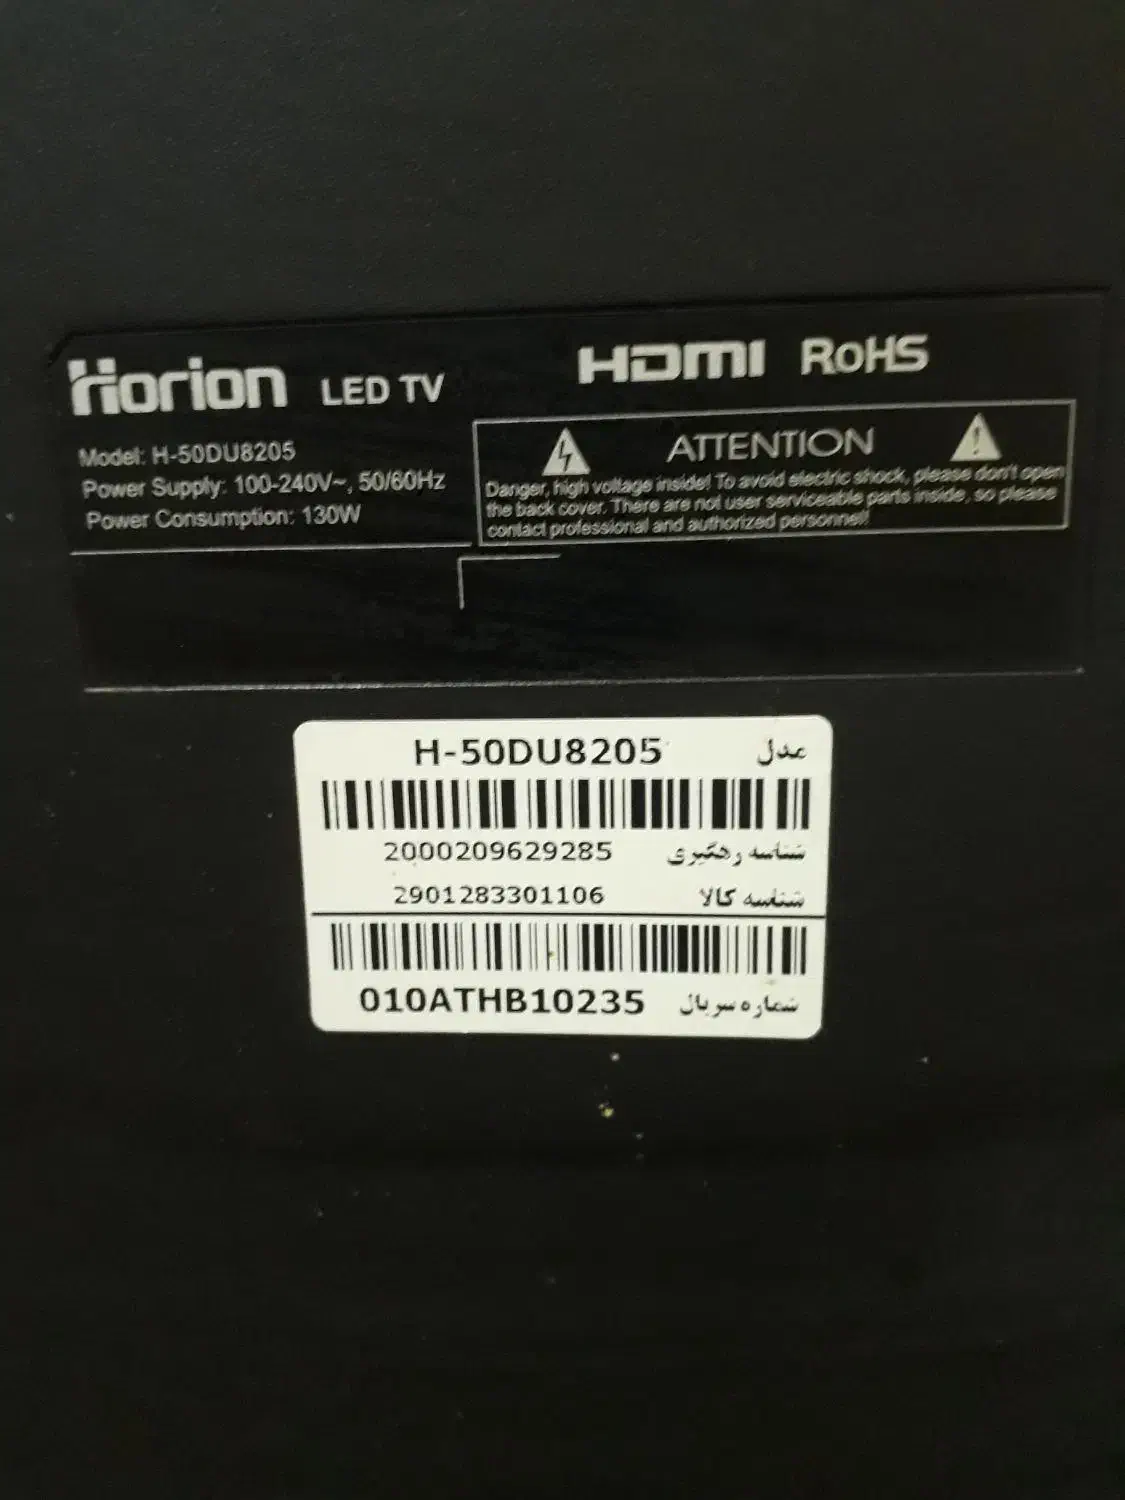 Horion LED TV
HDMI RoHS
Model: H-50DU8205
Power Supply: 100-240V~, 50/60Hz
Power Consumption: 130W
ATTENTION
Danger, high voltage inside! To avoid electric shock, please don't open
the back cover. There are not user serviceable parts inside, so please
contact professional and authorized personnel!
مدل H-50DU8205
شناسه رهگیری 2000209629285
شناسه کالا 2901283301106
شماره سریال 010ATHB10235